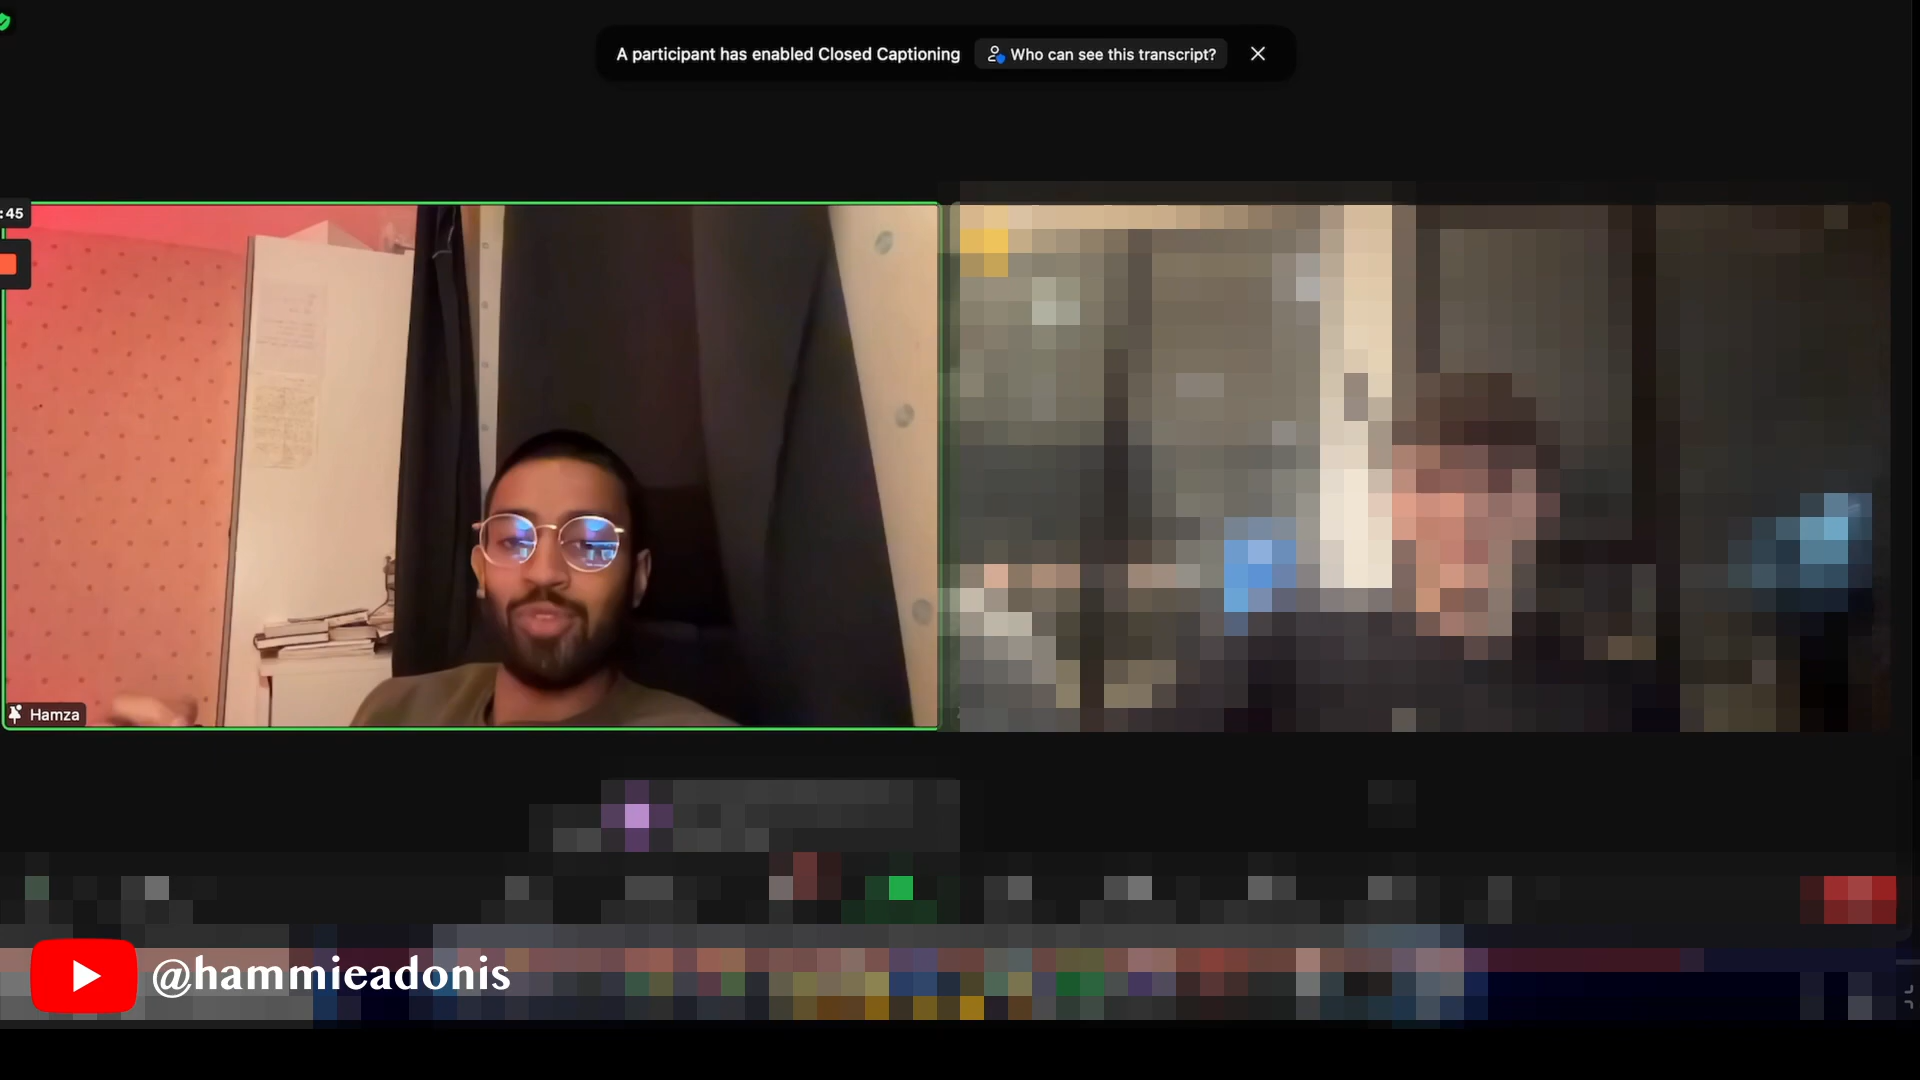 A participant has enabled Closed Captioning
Who can see this transcript?
:45
Hamza
@hammieadonis